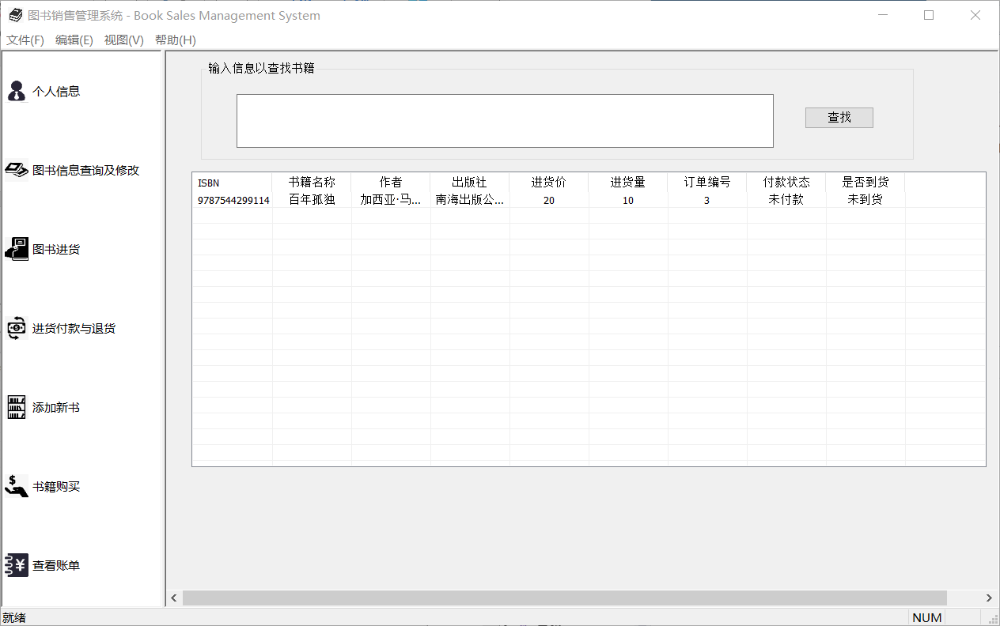 图书销售管理系统 - Book Sales Management System
文件(F) 编辑(E) 视图(V) 帮助(H)
个人信息
图书信息查询及修改
图书进货
进货付款与退货
添加新书
书籍购买
查看账单
输入信息以查找书籍
查找
ISBN 书籍名称 作者 出版社 进货价 进货量 订单编号 付款状态 是否到货
9787544299114 百年孤独 加西亚·马... 南海出版公... 20 10 3 未付款 未到货
就绪 NUM